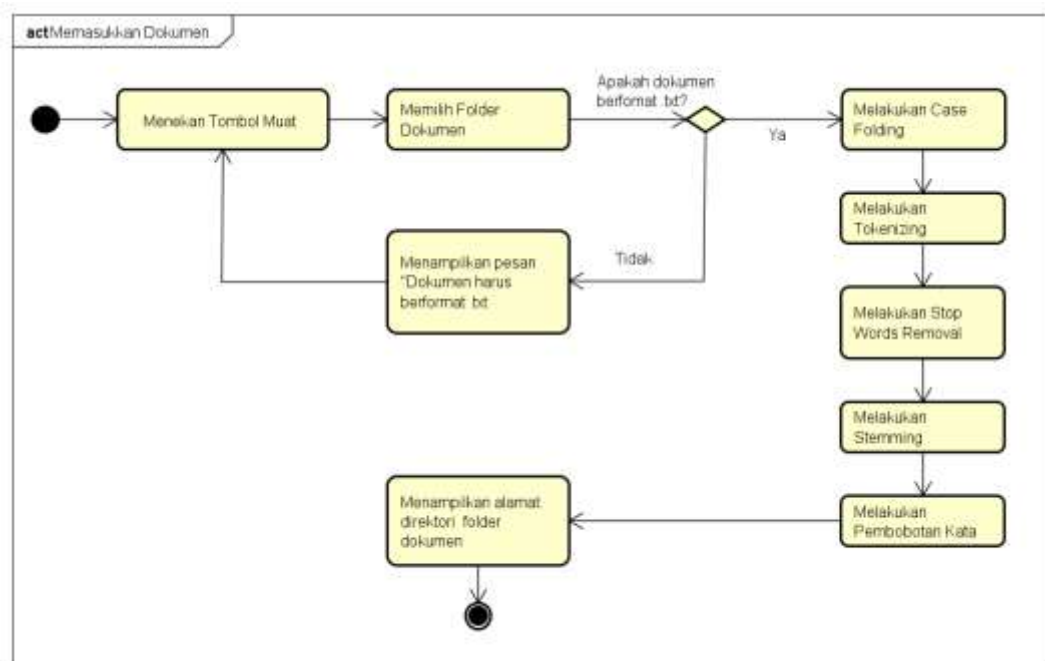 actMemasukkan Dokumen
Menekan Tombol Muat
Memilih Folder
Dokumen
Apakah dokumen
berfomat .txt?
Ya
Melakukan Case
Folding
Melakukan
Tokenizing
Melakukan Stop
Words Removal
Melakukan
Stemming
Melakukan
Pembobotan Kata
Tidak
Menampilkan pesan
"Dokumen harus
berformat .txt
Menampilkan alamat
direktori folder
dokumen